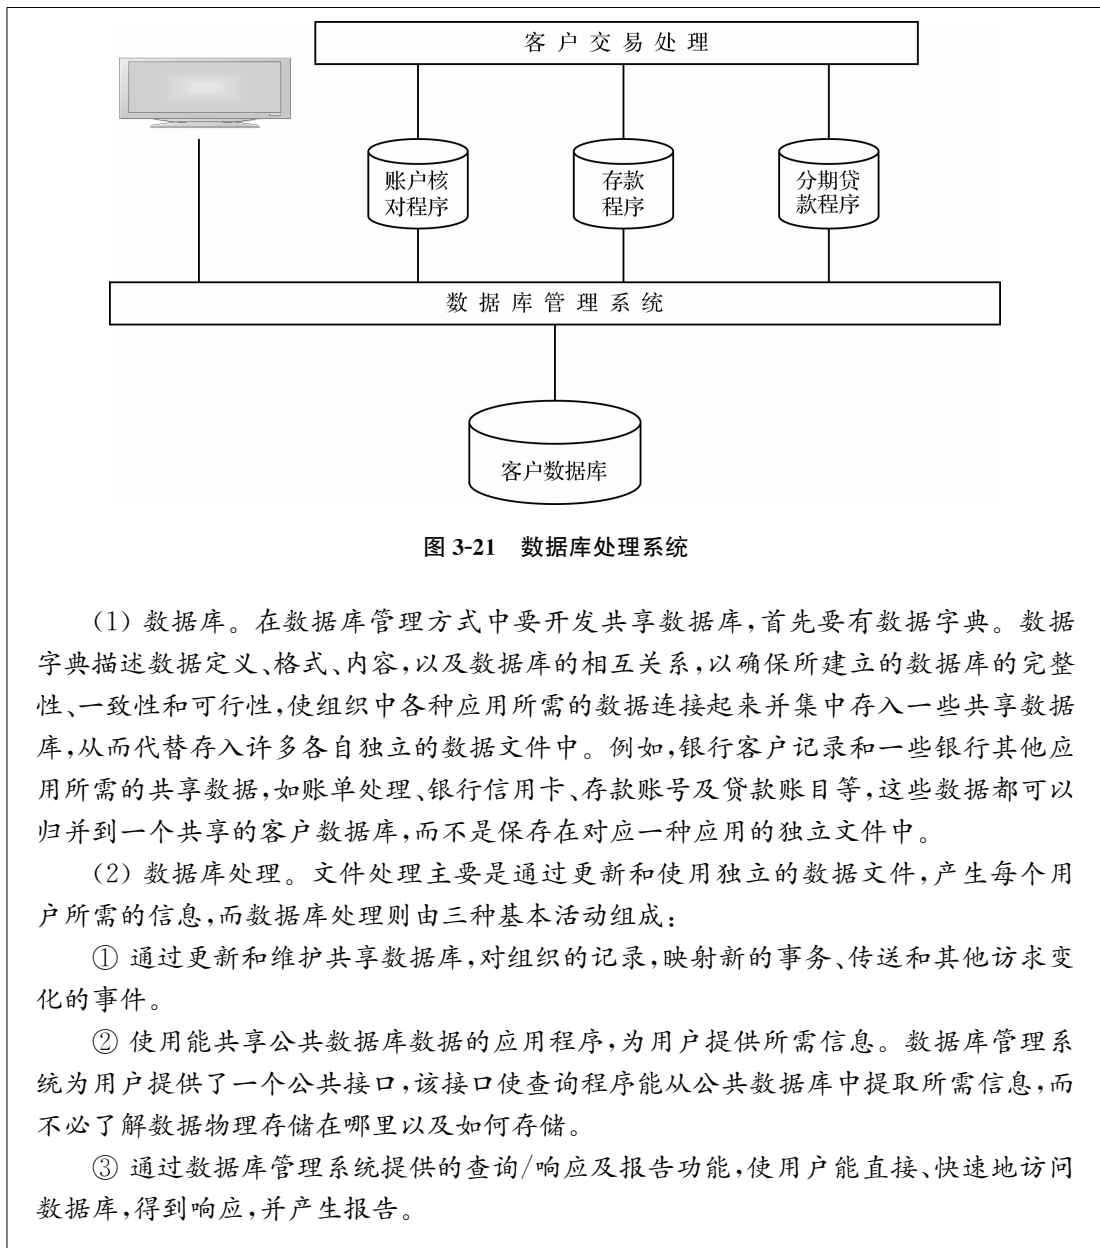 客户交易处理
账户核
对程序
存款
程序
分期贷
款程序
数据库管理系统
客户数据库
图 3-21 数据库处理系统
(1) 数据库。在数据库管理方式中要开发共享数据库,首先要有数据字典。数据
字典描述数据定义、格式、内容,以及数据库的相互关系,以确保所建立的数据库的完整
性、一致性和可行性,使组织中各种应用所需的数据连接起来并集中存入一些共享数据
库,从而代替存入许多各自独立的数据文件中。例如,银行客户记录和一些银行其他应
用所需的共享数据,如账单处理、银行信用卡、存款账号及贷款账目等,这些数据都可以
归并到一个共享的客户数据库,而不是保存在对应一种应用的独立文件中。
(2) 数据库处理。文件处理主要是通过更新和使用独立的数据文件,产生每个用
户所需的信息,而数据库处理则由三种基本活动组成:
① 通过更新和维护共享数据库,对组织的记录,映射新的事务、传送和其他访求变
化的事件。
② 使用能共享公共数据库数据的应用程序,为用户提供所需信息。数据库管理系
统为用户提供了一个公共接口,该接口使查询程序能从公共数据库中提取所需信息,而
不必了解数据物理存储在哪里以及如何存储。
③ 通过数据库管理系统提供的查询/响应及报告功能,使用户能直接、快速地访问
数据库,得到响应,并产生报告。